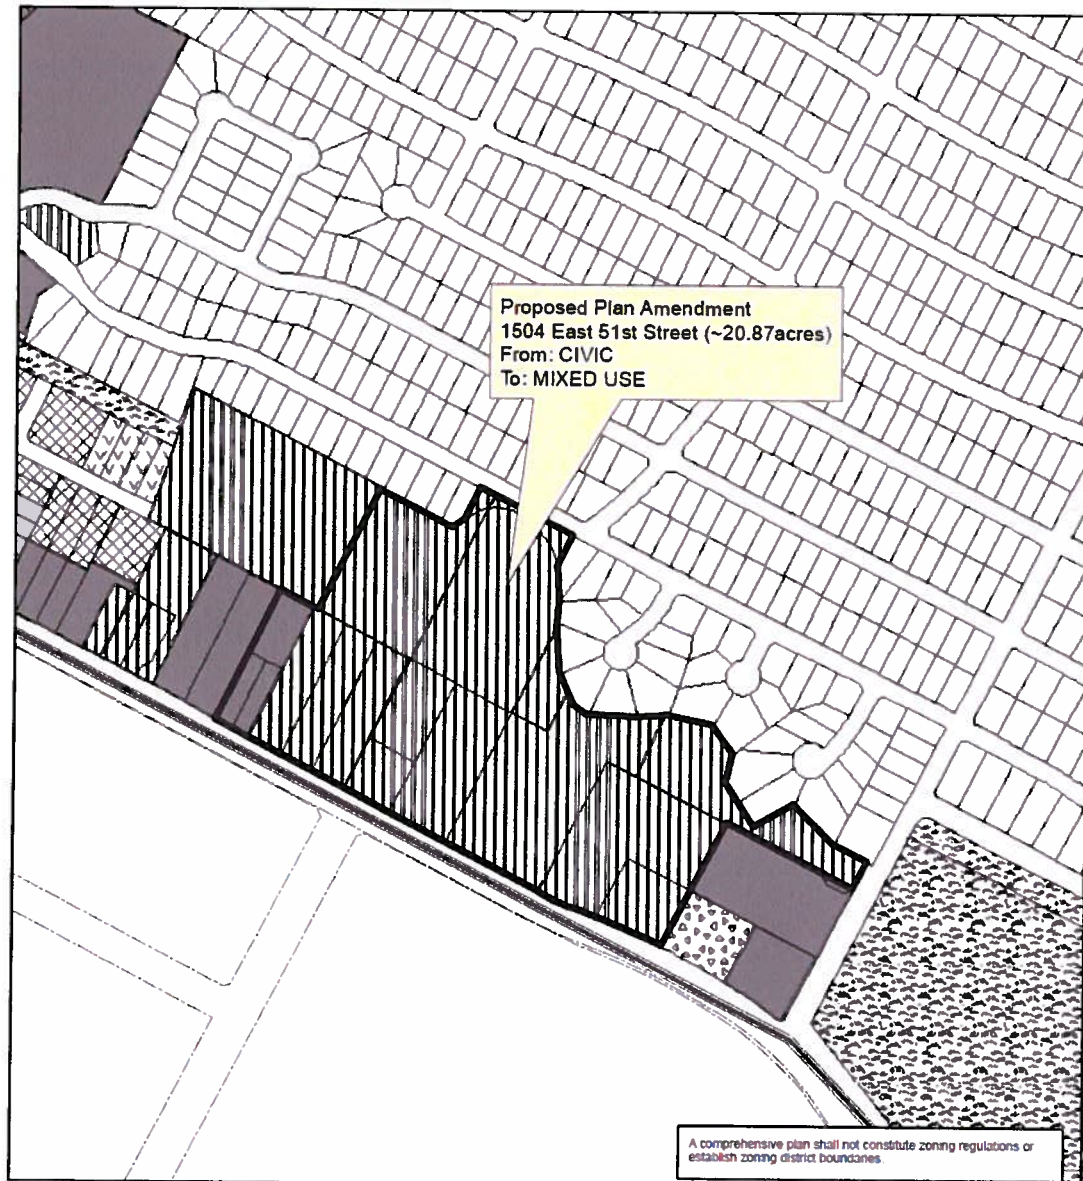 Proposed Plan Amendment
1504 East 51st Street (~20.87acres)
From: CIVIC
To: MIXED USE
A comprehensive plan shall not constitute zoning regulations or
establish zoning district boundaries.